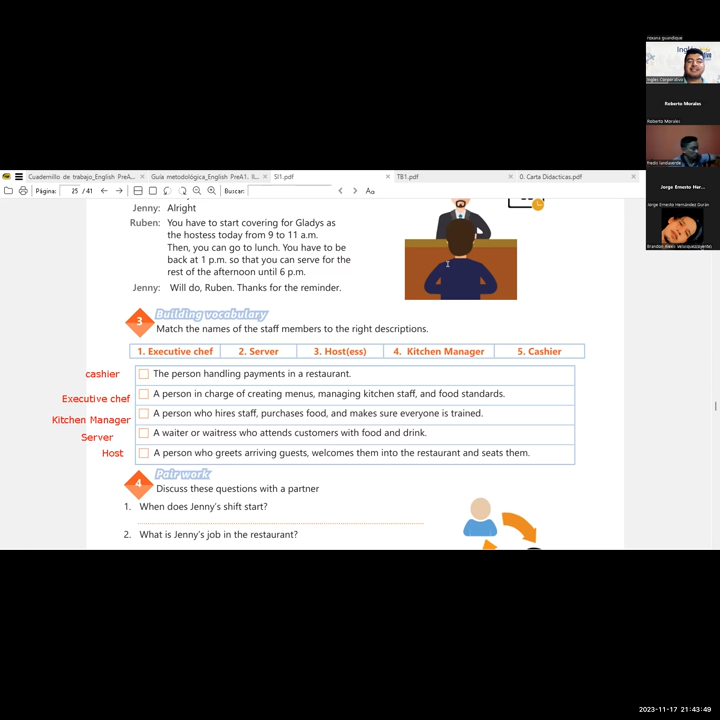 roxana guandique
Inglés Corporativo
Roberto Morales
Roberto Morales
Jorge Ernesto Her...
Jorge Ernesto Hernández Durán
Cuadernillo de trabajo_English PreA... × Guía metodológica_English PreA1. II... × SI1.pdf × TB1.pdf × 0. Carta Didacticas.pdf ×
Página: 25 / 41 Buscar:
Jenny: Alright
Ruben: You have to start covering for Gladys as
the hostess today from 9 to 11 a.m.
Then, you can go to lunch. You have to be
back at 1 p.m. so that you can serve for the
rest of the afternoon until 6 p.m.
Jenny: Will do, Ruben. Thanks for the reminder.
3 Building vocabulary
Match the names of the staff members to the right descriptions.
1. Executive chef 2. Server 3. Host(ess) 4. Kitchen Manager 5. Cashier
cashier The person handling payments in a restaurant.
Executive chef A person in charge of creating menus, managing kitchen staff, and food standards.
Kitchen Manager A person who hires staff, purchases food, and makes sure everyone is trained.
Server A waiter or waitress who attends customers with food and drink.
Host A person who greets arriving guests, welcomes them into the restaurant and seats them.
4 Pair work
Discuss these questions with a partner
1. When does Jenny's shift start?
2. What is Jenny's job in the restaurant?
2023-11-17 21:43:49